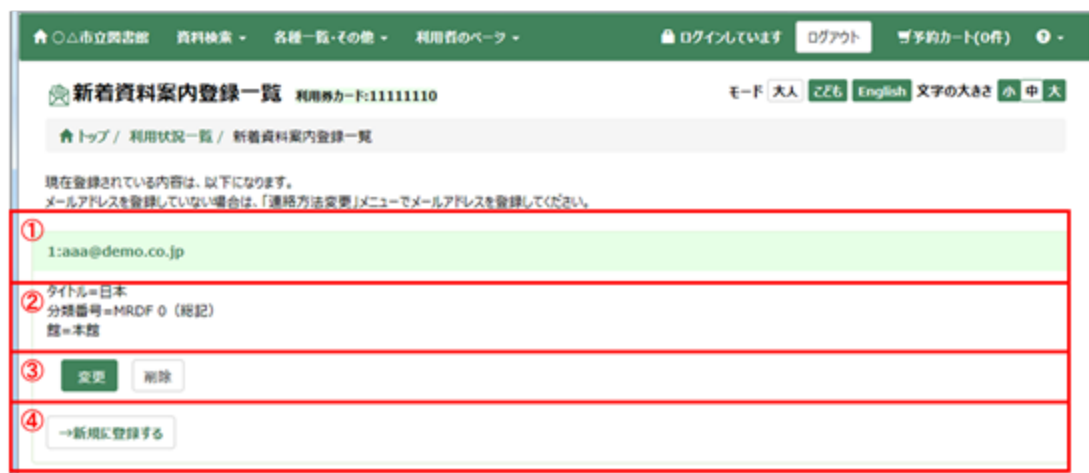 ○△市立図書館 資料検索 各種一覧・その他 利用者のページ ログインしています ログアウト 予約カート(0件)
新着資料案内登録一覧 利用券カード:11111110 モード 大人 こども English 文字の大きさ 小 中 大
トップ / 利用状況一覧 / 新着資料案内登録一覧
現在登録されている内容は、以下になります。
メールアドレスを登録していない場合は、「連絡方法変更」メニューでメールアドレスを登録してください。
①
1:aaa@demo.co.jp
② タイトル=日本
分類番号=MRDF 0（総記）
館=本館
③ 変更 削除
④ →新規に登録する